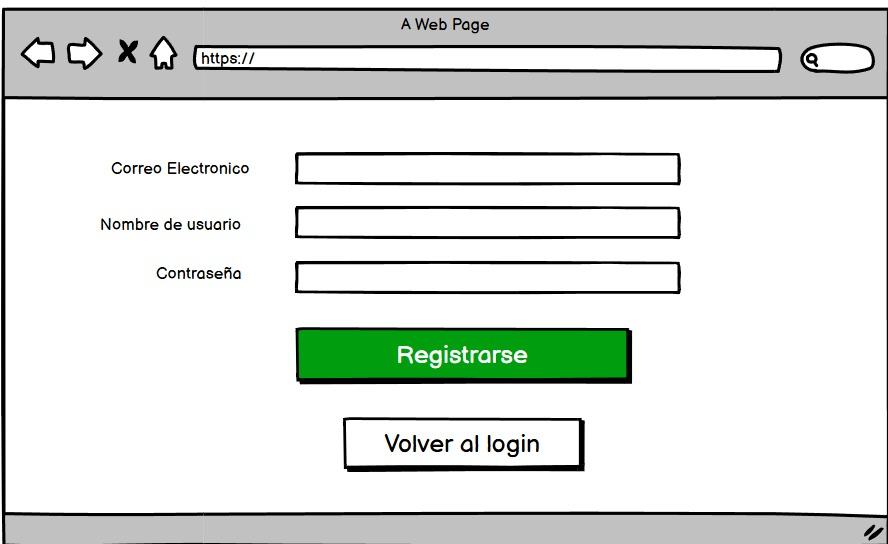 A Web Page
https://
Correo Electronico
Nombre de usuario
Contraseña
Registrarse
Volver al login